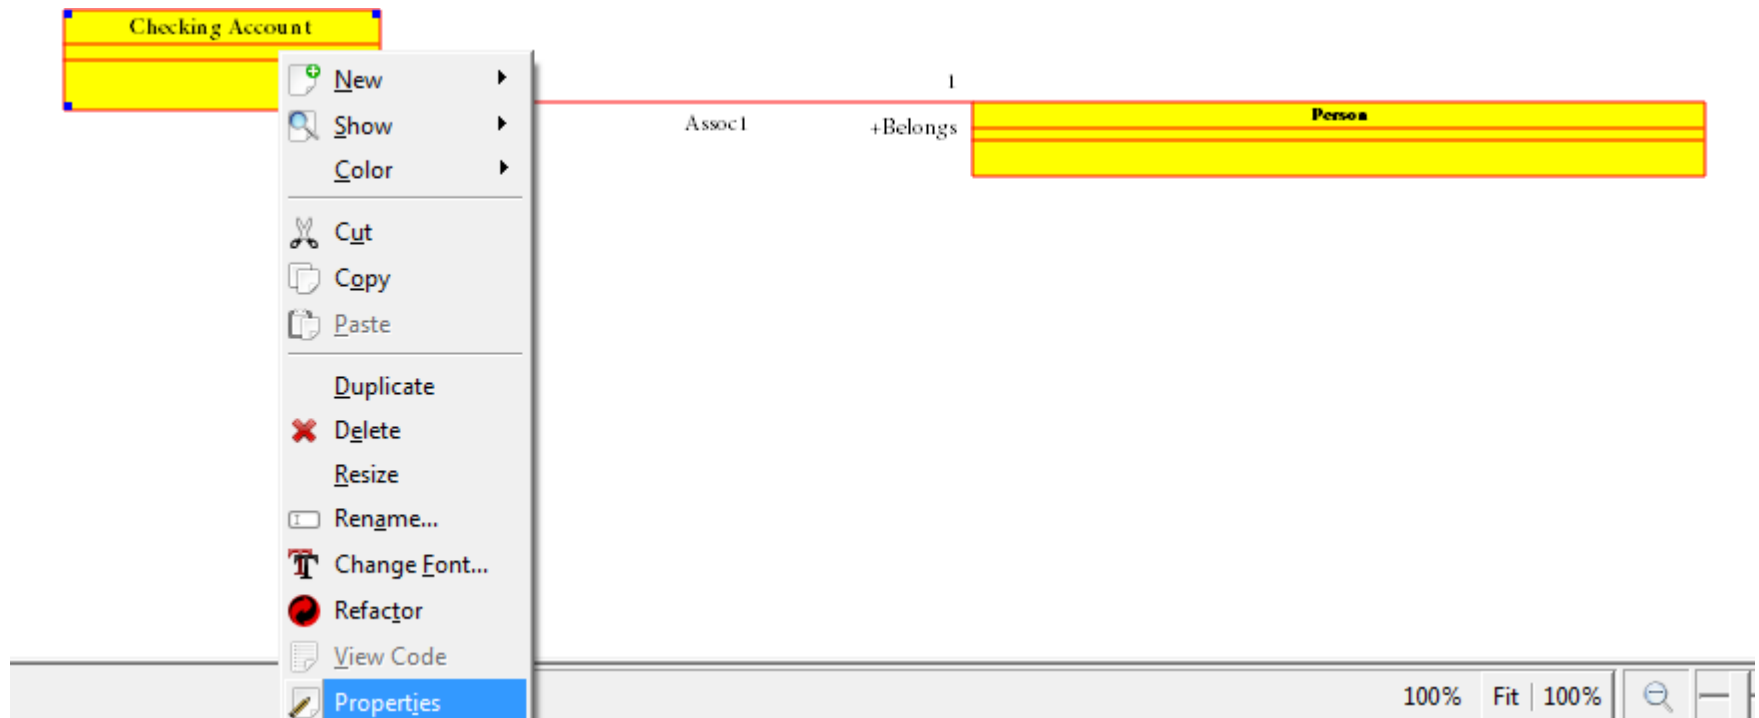 Checking Account
New
Show
Color
Cut
Copy
Paste
Duplicate
Delete
Resize
Rename...
Change Font...
Refactor
View Code
Properties
1
Assoc1
+Belongs
Person
100% Fit 100%